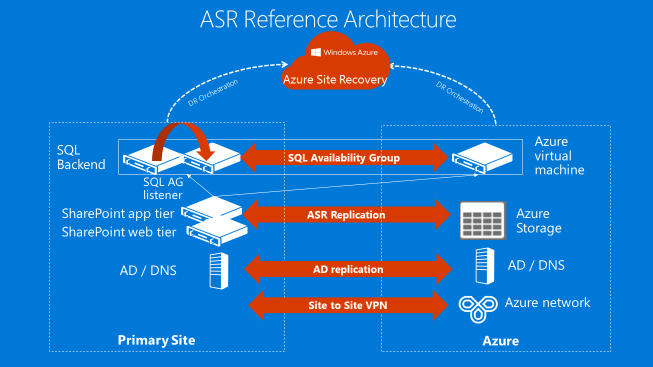 ASR Reference Architecture
Windows Azure
Azure Site Recovery
DR Orchestration
DR Orchestration
SQL
Backend
SQL Availability Group
Azure
virtual
machine
SQL AG
listener
SharePoint app tier
SharePoint web tier
ASR Replication
Azure
Storage
AD / DNS
AD replication
AD / DNS
Site to Site VPN
Azure network
Primary Site
Azure